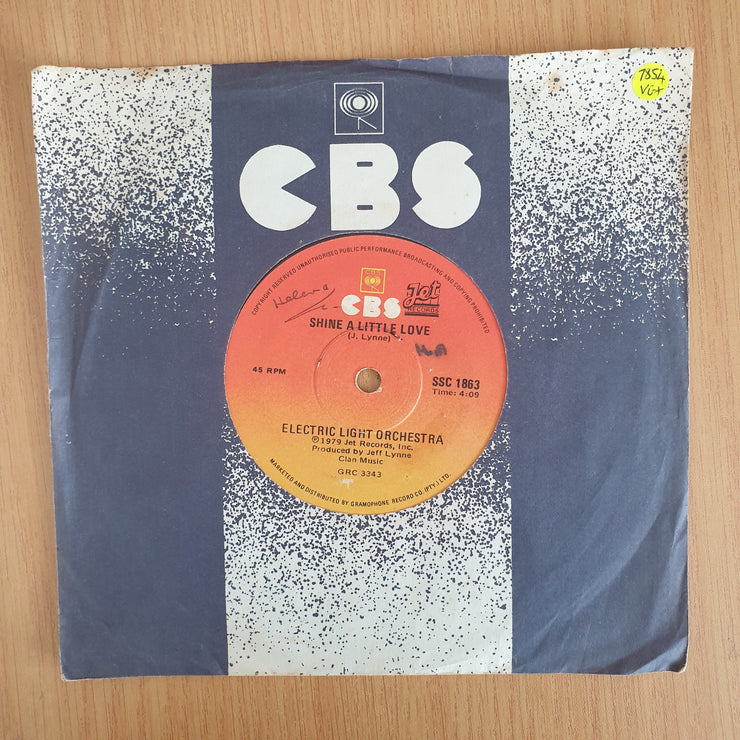 7854
VG+
CBS
COPYRIGHT RESERVED UNAUTHORISED PUBLIC PERFORMANCE BROADCASTING AND COPYING PROHIBITED
CBS
CBS
Jet
RECORDS
Helena
SHINE A LITTLE LOVE
(J. Lynne)
H.A
45 RPM
SSC 1863
Time: 4:09
ELECTRIC LIGHT ORCHESTRA
℗ 1979 Jet Records, Inc.
Produced by Jeff Lynne
Clan Music
GRC 3343
MARKETED AND DISTRIBUTED BY GRAMOPHONE RECORD CO. (PTY.) LTD.